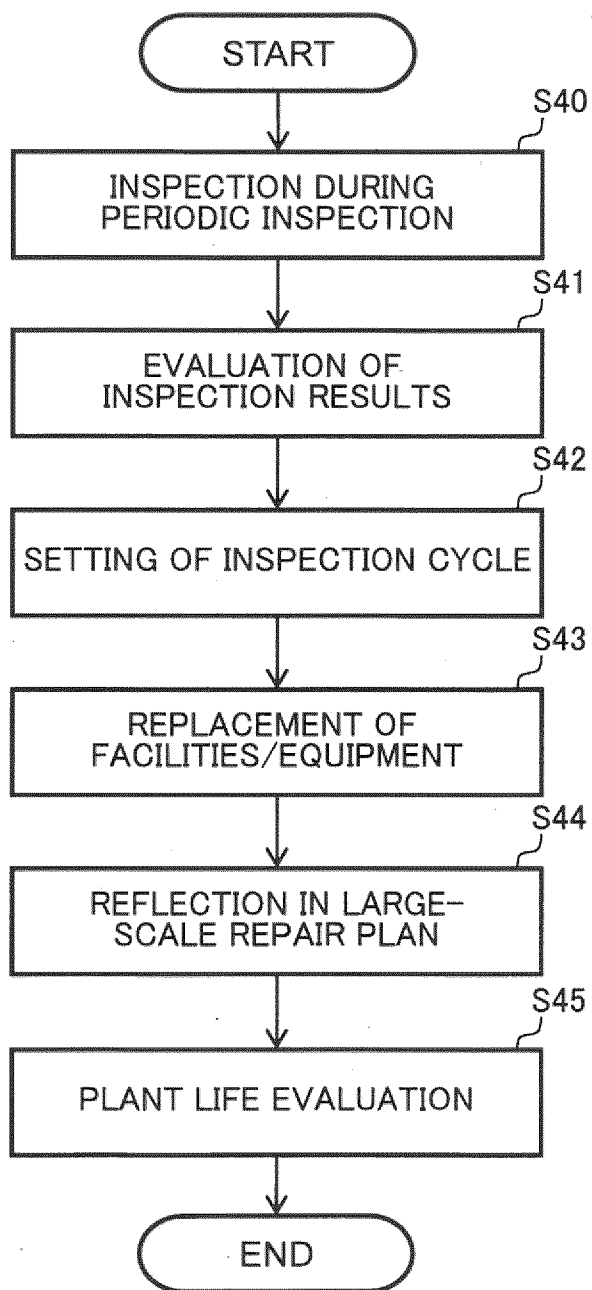 START
S40
INSPECTION DURING
PERIODIC INSPECTION
S41
EVALUATION OF
INSPECTION RESULTS
S42
SETTING OF INSPECTION CYCLE
S43
REPLACEMENT OF
FACILITIES/EQUIPMENT
S44
REFLECTION IN LARGE-
SCALE REPAIR PLAN
S45
PLANT LIFE EVALUATION
END